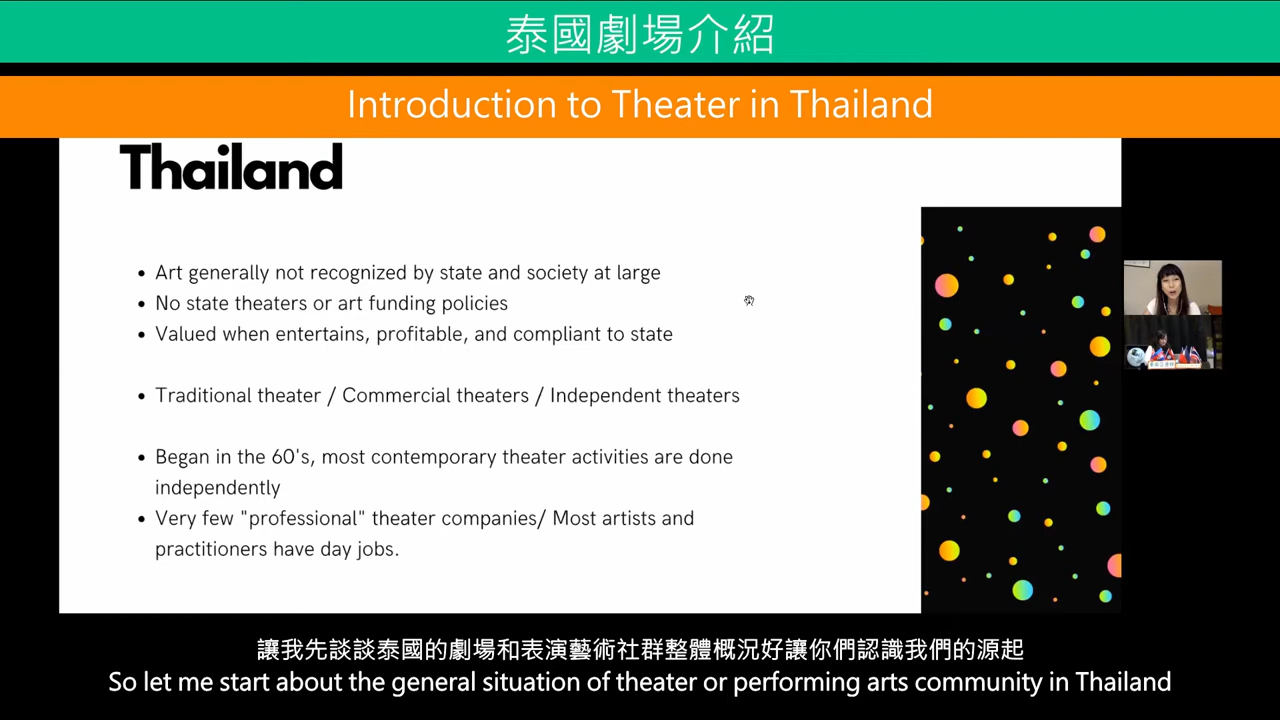 泰國劇場介紹
Introduction to Theater in Thailand
Thailand
• Art generally not recognized by state and society at large
• No state theaters or art funding policies
• Valued when entertains, profitable, and compliant to state
• Traditional theater / Commercial theaters / Independent theaters
• Began in the 60's, most contemporary theater activities are done
independently
• Very few "professional" theater companies/ Most artists and
practitioners have day jobs.
讓我先談談泰國的劇場和表演藝術社群整體概況好讓你們認識我們的源起
So let me start about the general situation of theater or performing arts community in Thailand